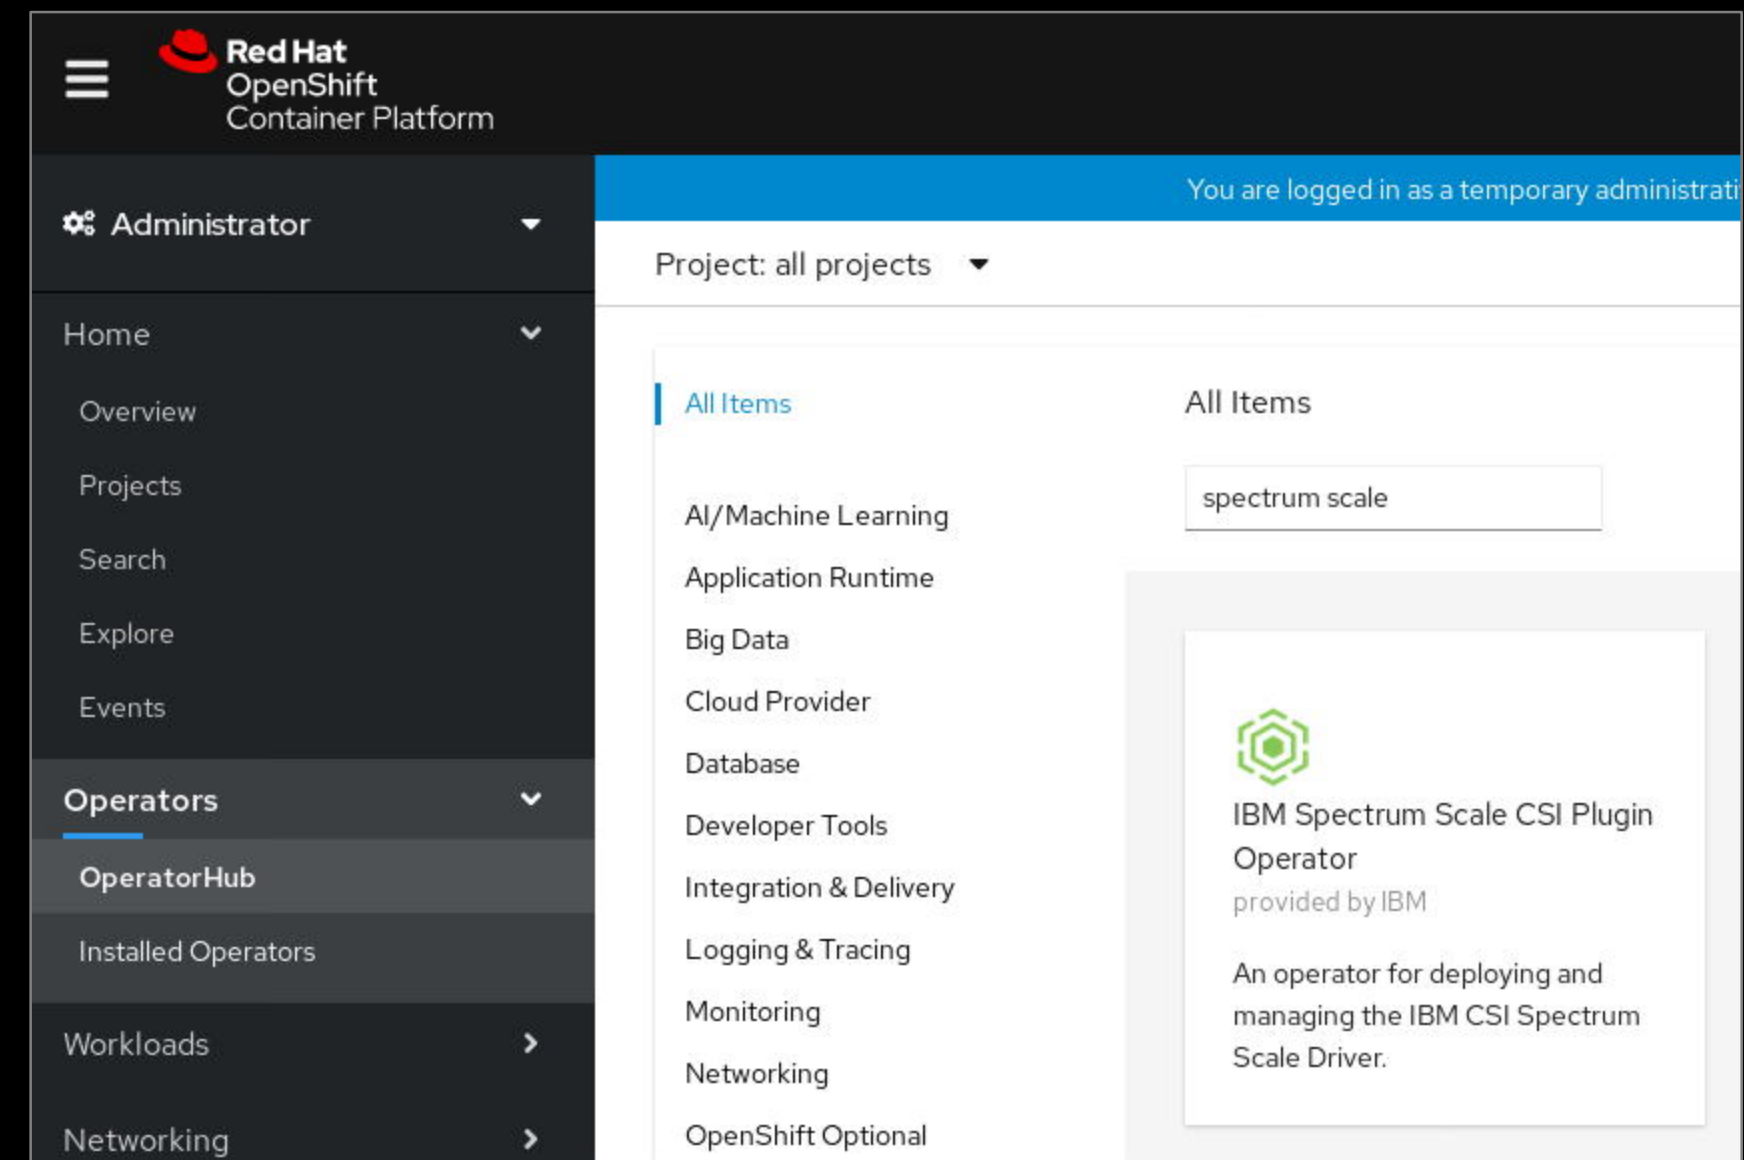 Red Hat
OpenShift
Container Platform
You are logged in as a temporary administrati
Administrator
Project: all projects
Home
Overview
Projects
Search
Explore
Events
Operators
OperatorHub
Installed Operators
Workloads
Networking
All Items
AI/Machine Learning
Application Runtime
Big Data
Cloud Provider
Database
Developer Tools
Integration & Delivery
Logging & Tracing
Monitoring
Networking
OpenShift Optional
All Items
spectrum scale
IBM Spectrum Scale CSI Plugin
Operator
provided by IBM
An operator for deploying and
managing the IBM CSI Spectrum
Scale Driver.